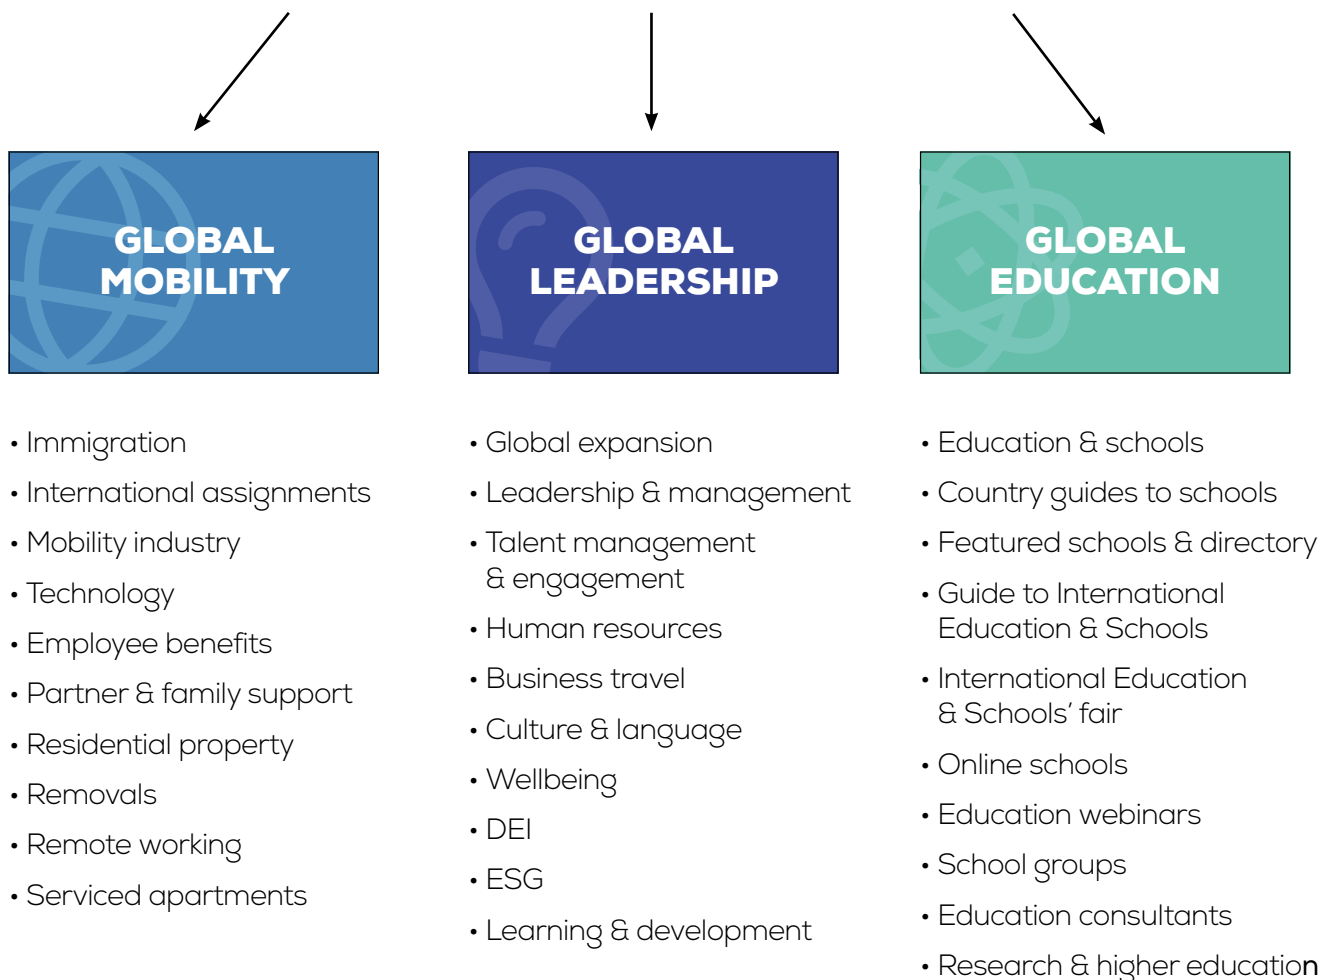 GLOBAL
MOBILITY
• Immigration
• International assignments
• Mobility industry
• Technology
• Employee benefits
• Partner & family support
• Residential property
• Removals
• Remote working
• Serviced apartments
GLOBAL
LEADERSHIP
• Global expansion
• Leadership & management
• Talent management
& engagement
• Human resources
• Business travel
• Culture & language
• Wellbeing
• DEI
• ESG
• Learning & development
GLOBAL
EDUCATION
• Education & schools
• Country guides to schools
• Featured schools & directory
• Guide to International
Education & Schools
• International Education
& Schools’ fair
• Online schools
• Education webinars
• School groups
• Education consultants
• Research & higher education